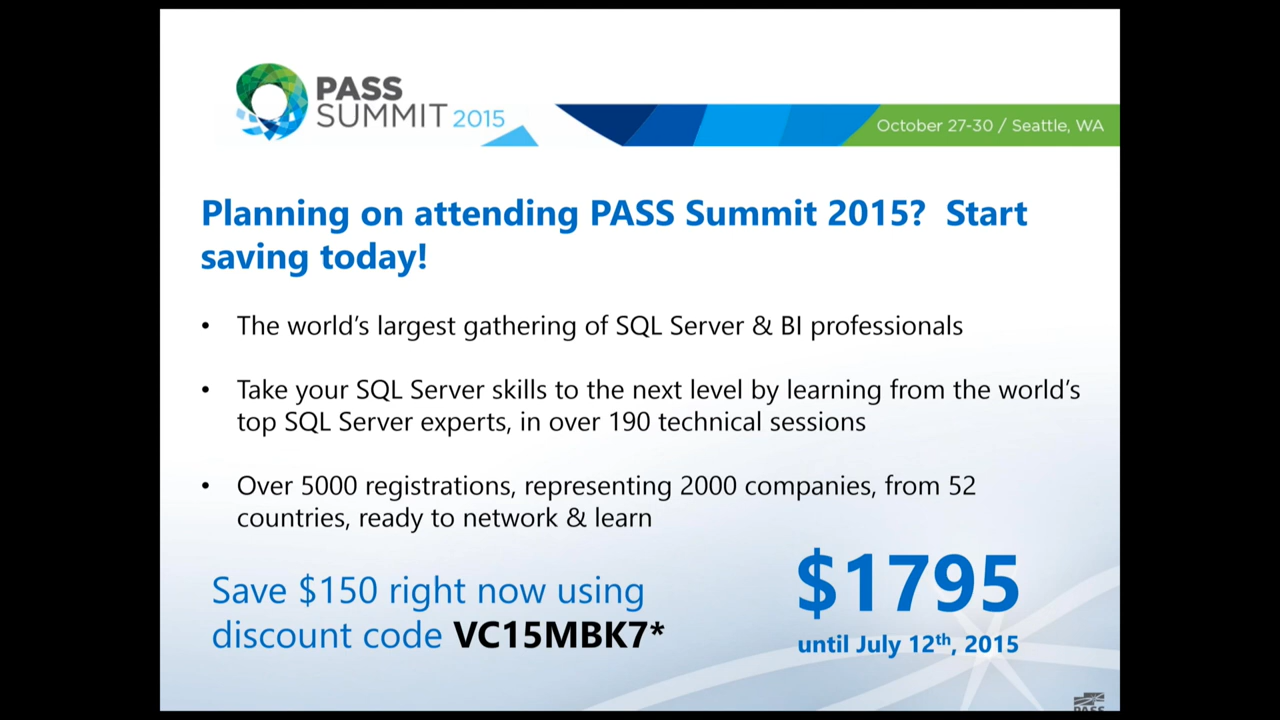 PASS
SUMMIT 2015
October 27-30 / Seattle, WA
Planning on attending PASS Summit 2015?  Start
saving today!
• The world's largest gathering of SQL Server & BI professionals
• Take your SQL Server skills to the next level by learning from the world's
top SQL Server experts, in over 190 technical sessions
• Over 5000 registrations, representing 2000 companies, from 52
countries, ready to network & learn
Save $150 right now using
discount code VC15MBK7*
$1795
until July 12th, 2015
PASS